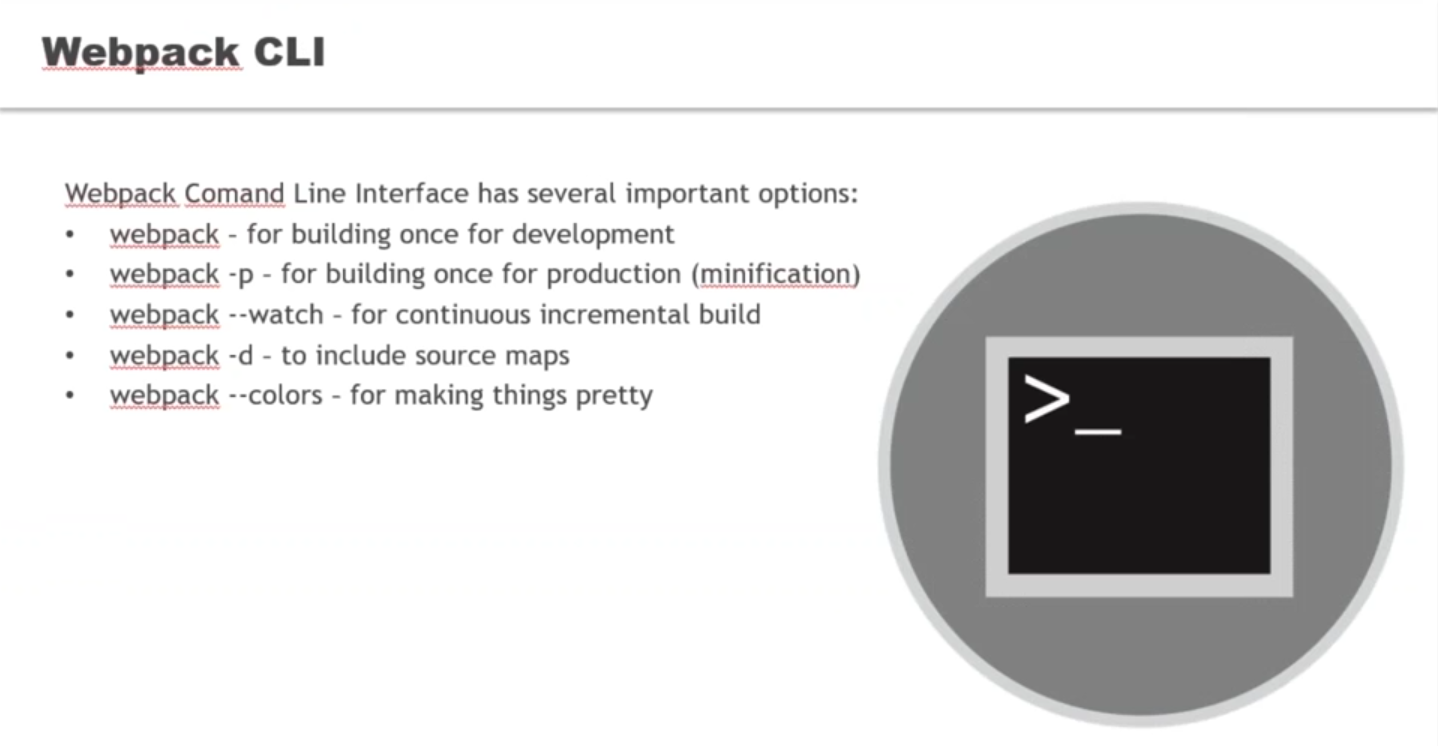 Webpack CLI
Webpack Comand Line Interface has several important options:
• webpack – for building once for development
• webpack -p – for building once for production (minification)
• webpack --watch – for continuous incremental build
• webpack -d – to include source maps
• webpack --colors – for making things pretty
>_